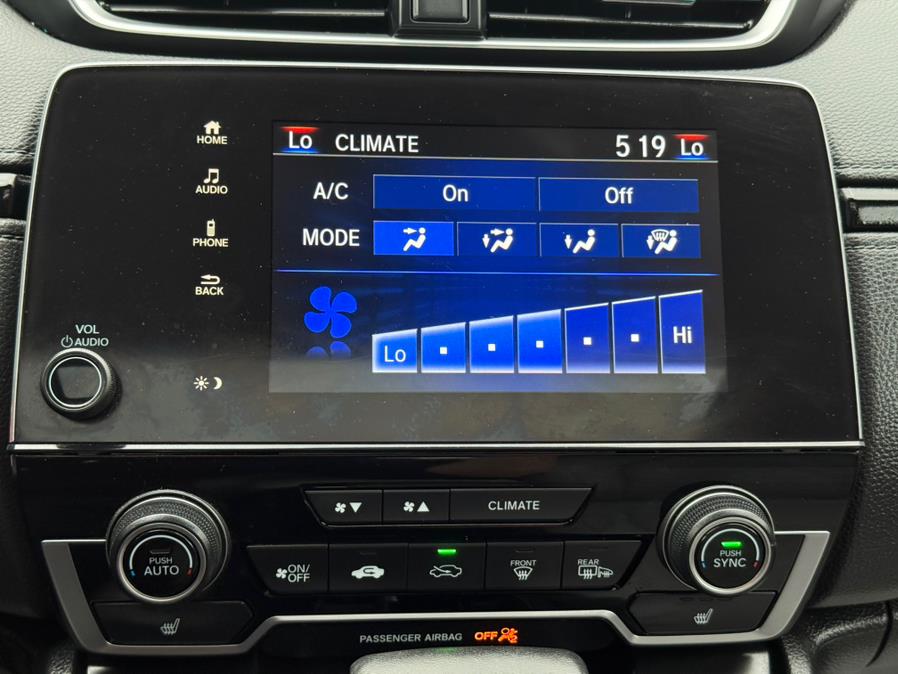 HOME
AUDIO
PHONE
BACK
VOL
AUDIO
Lo CLIMATE 5 19 Lo
A/C On Off
MODE
Lo Hi
CLIMATE
PUSH
AUTO
ON/
OFF
FRONT
REAR
PUSH
SYNC
PASSENGER AIRBAG OFF